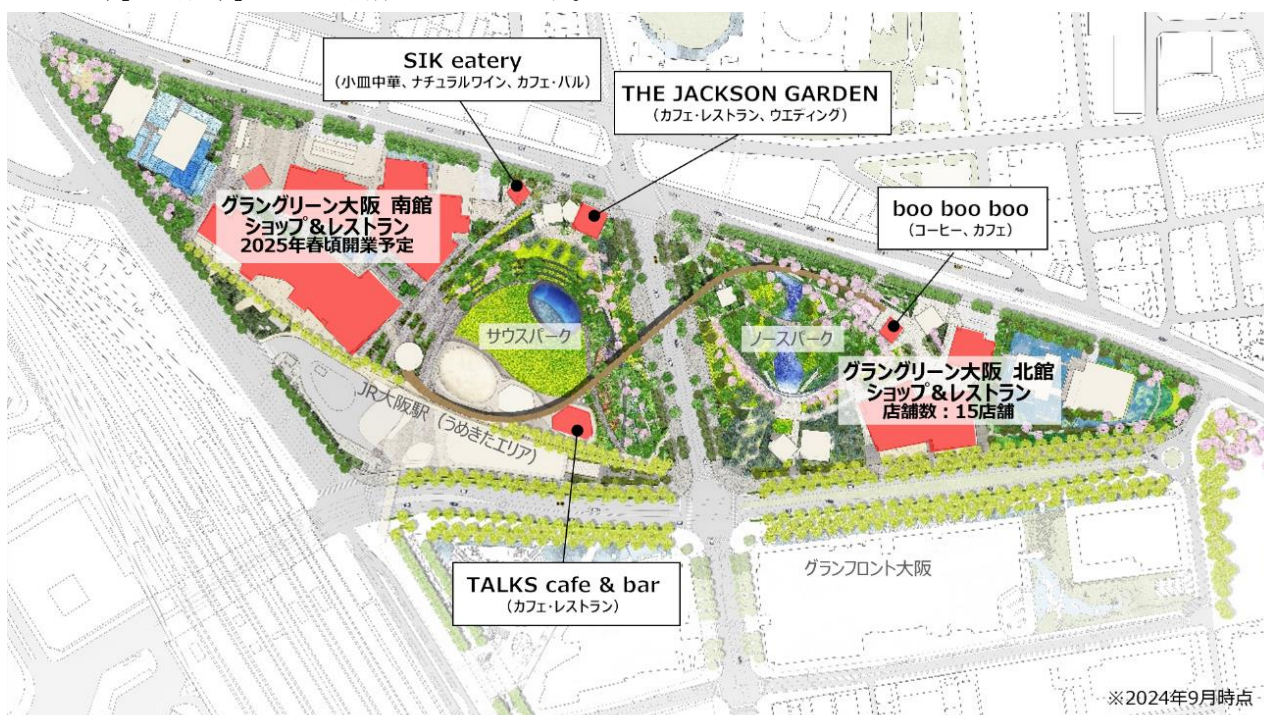 SIK eatery
（小皿中華、ナチュラルワイン、カフェ・バル）
THE JACKSON GARDEN
（カフェ・レストラン、ウエディング）
boo boo boo
（コーヒー、カフェ）
グラングリーン大阪 南館
ショップ＆レストラン
2025年春頃開業予定
サウスパーク
ノースパーク
グラングリーン大阪 北館
ショップ＆レストラン
店舗数：15店舗
JR大阪駅（うめきたエリア）
TALKS cafe & bar
（カフェ・レストラン）
グランフロント大阪
※2024年9月時点